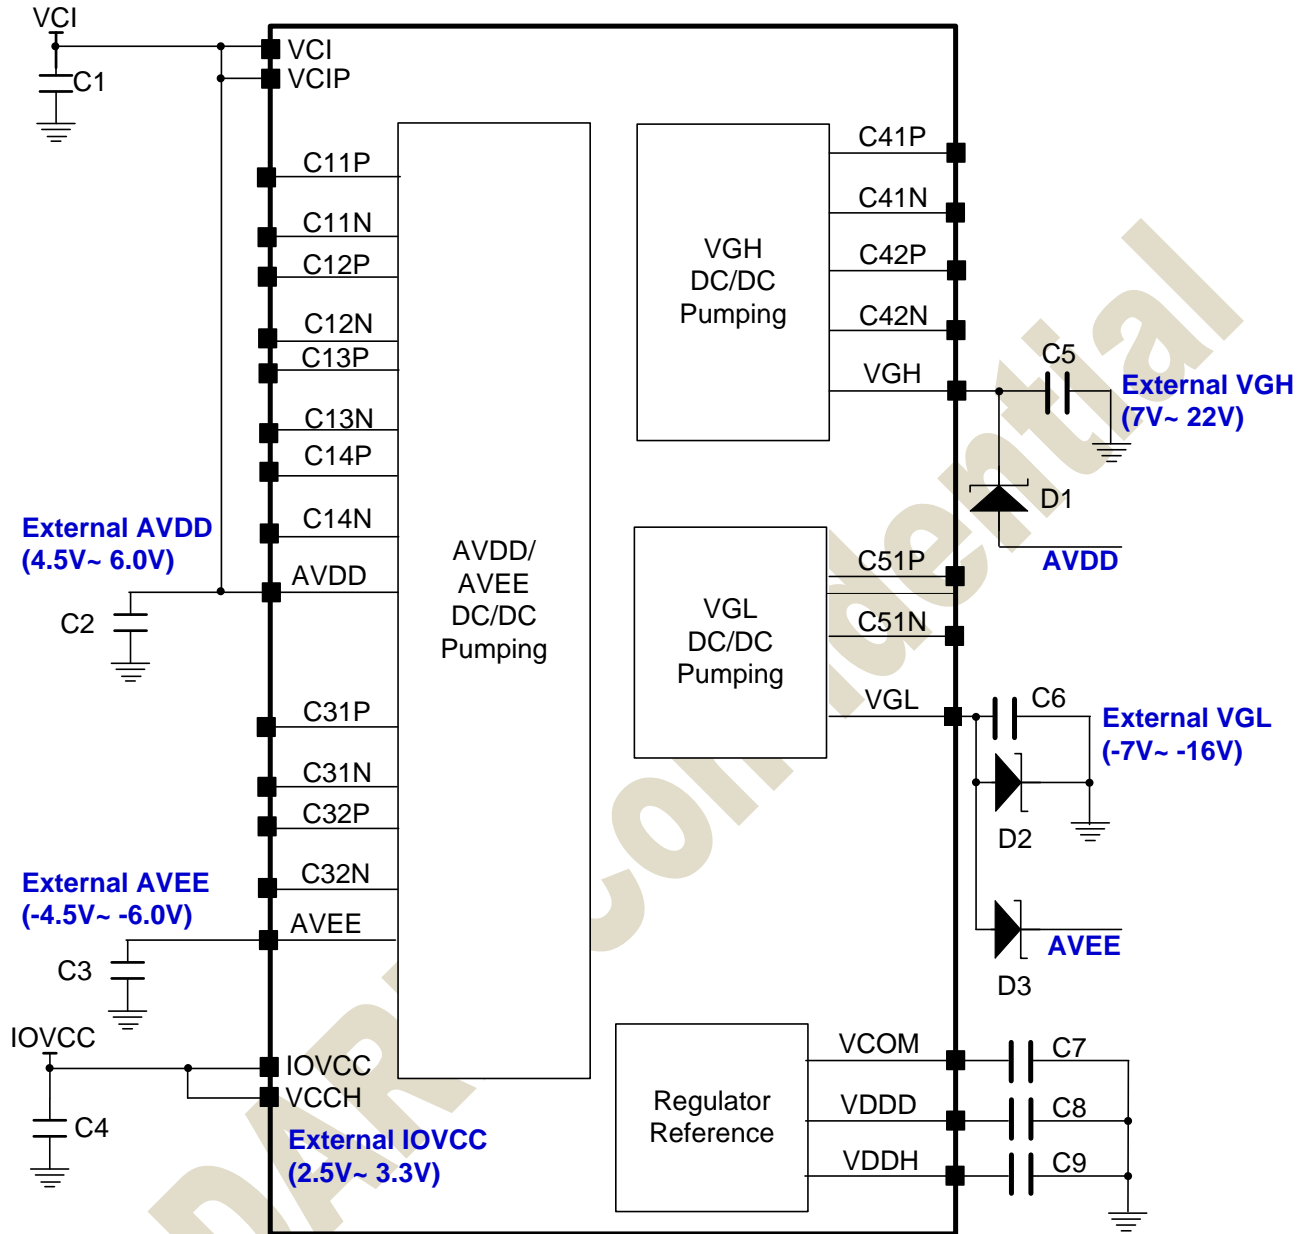 VCI
C1
VCI
VCIP
C11P
C11N
C12P
C12N
C13P
C13N
C14P
C14N
External AVDD
(4.5V~ 6.0V)
AVDD
C2
AVDD/
AVEE
DC/DC
Pumping
C31P
C31N
C32P
C32N
External AVEE
(-4.5V~ -6.0V)
AVEE
C3
IOVCC
IOVCC
VCCH
C4
External IOVCC
(2.5V~ 3.3V)
VGH
DC/DC
Pumping
C41P
C41N
C42P
C42N
VGH
C5
External VGH
(7V~ 22V)
D1
AVDD
VGL
DC/DC
Pumping
C51P
C51N
VGL
C6
External VGL
(-7V~ -16V)
D2
D3
AVEE
Regulator
Reference
VCOM
VDDD
VDDH
C7
C8
C9